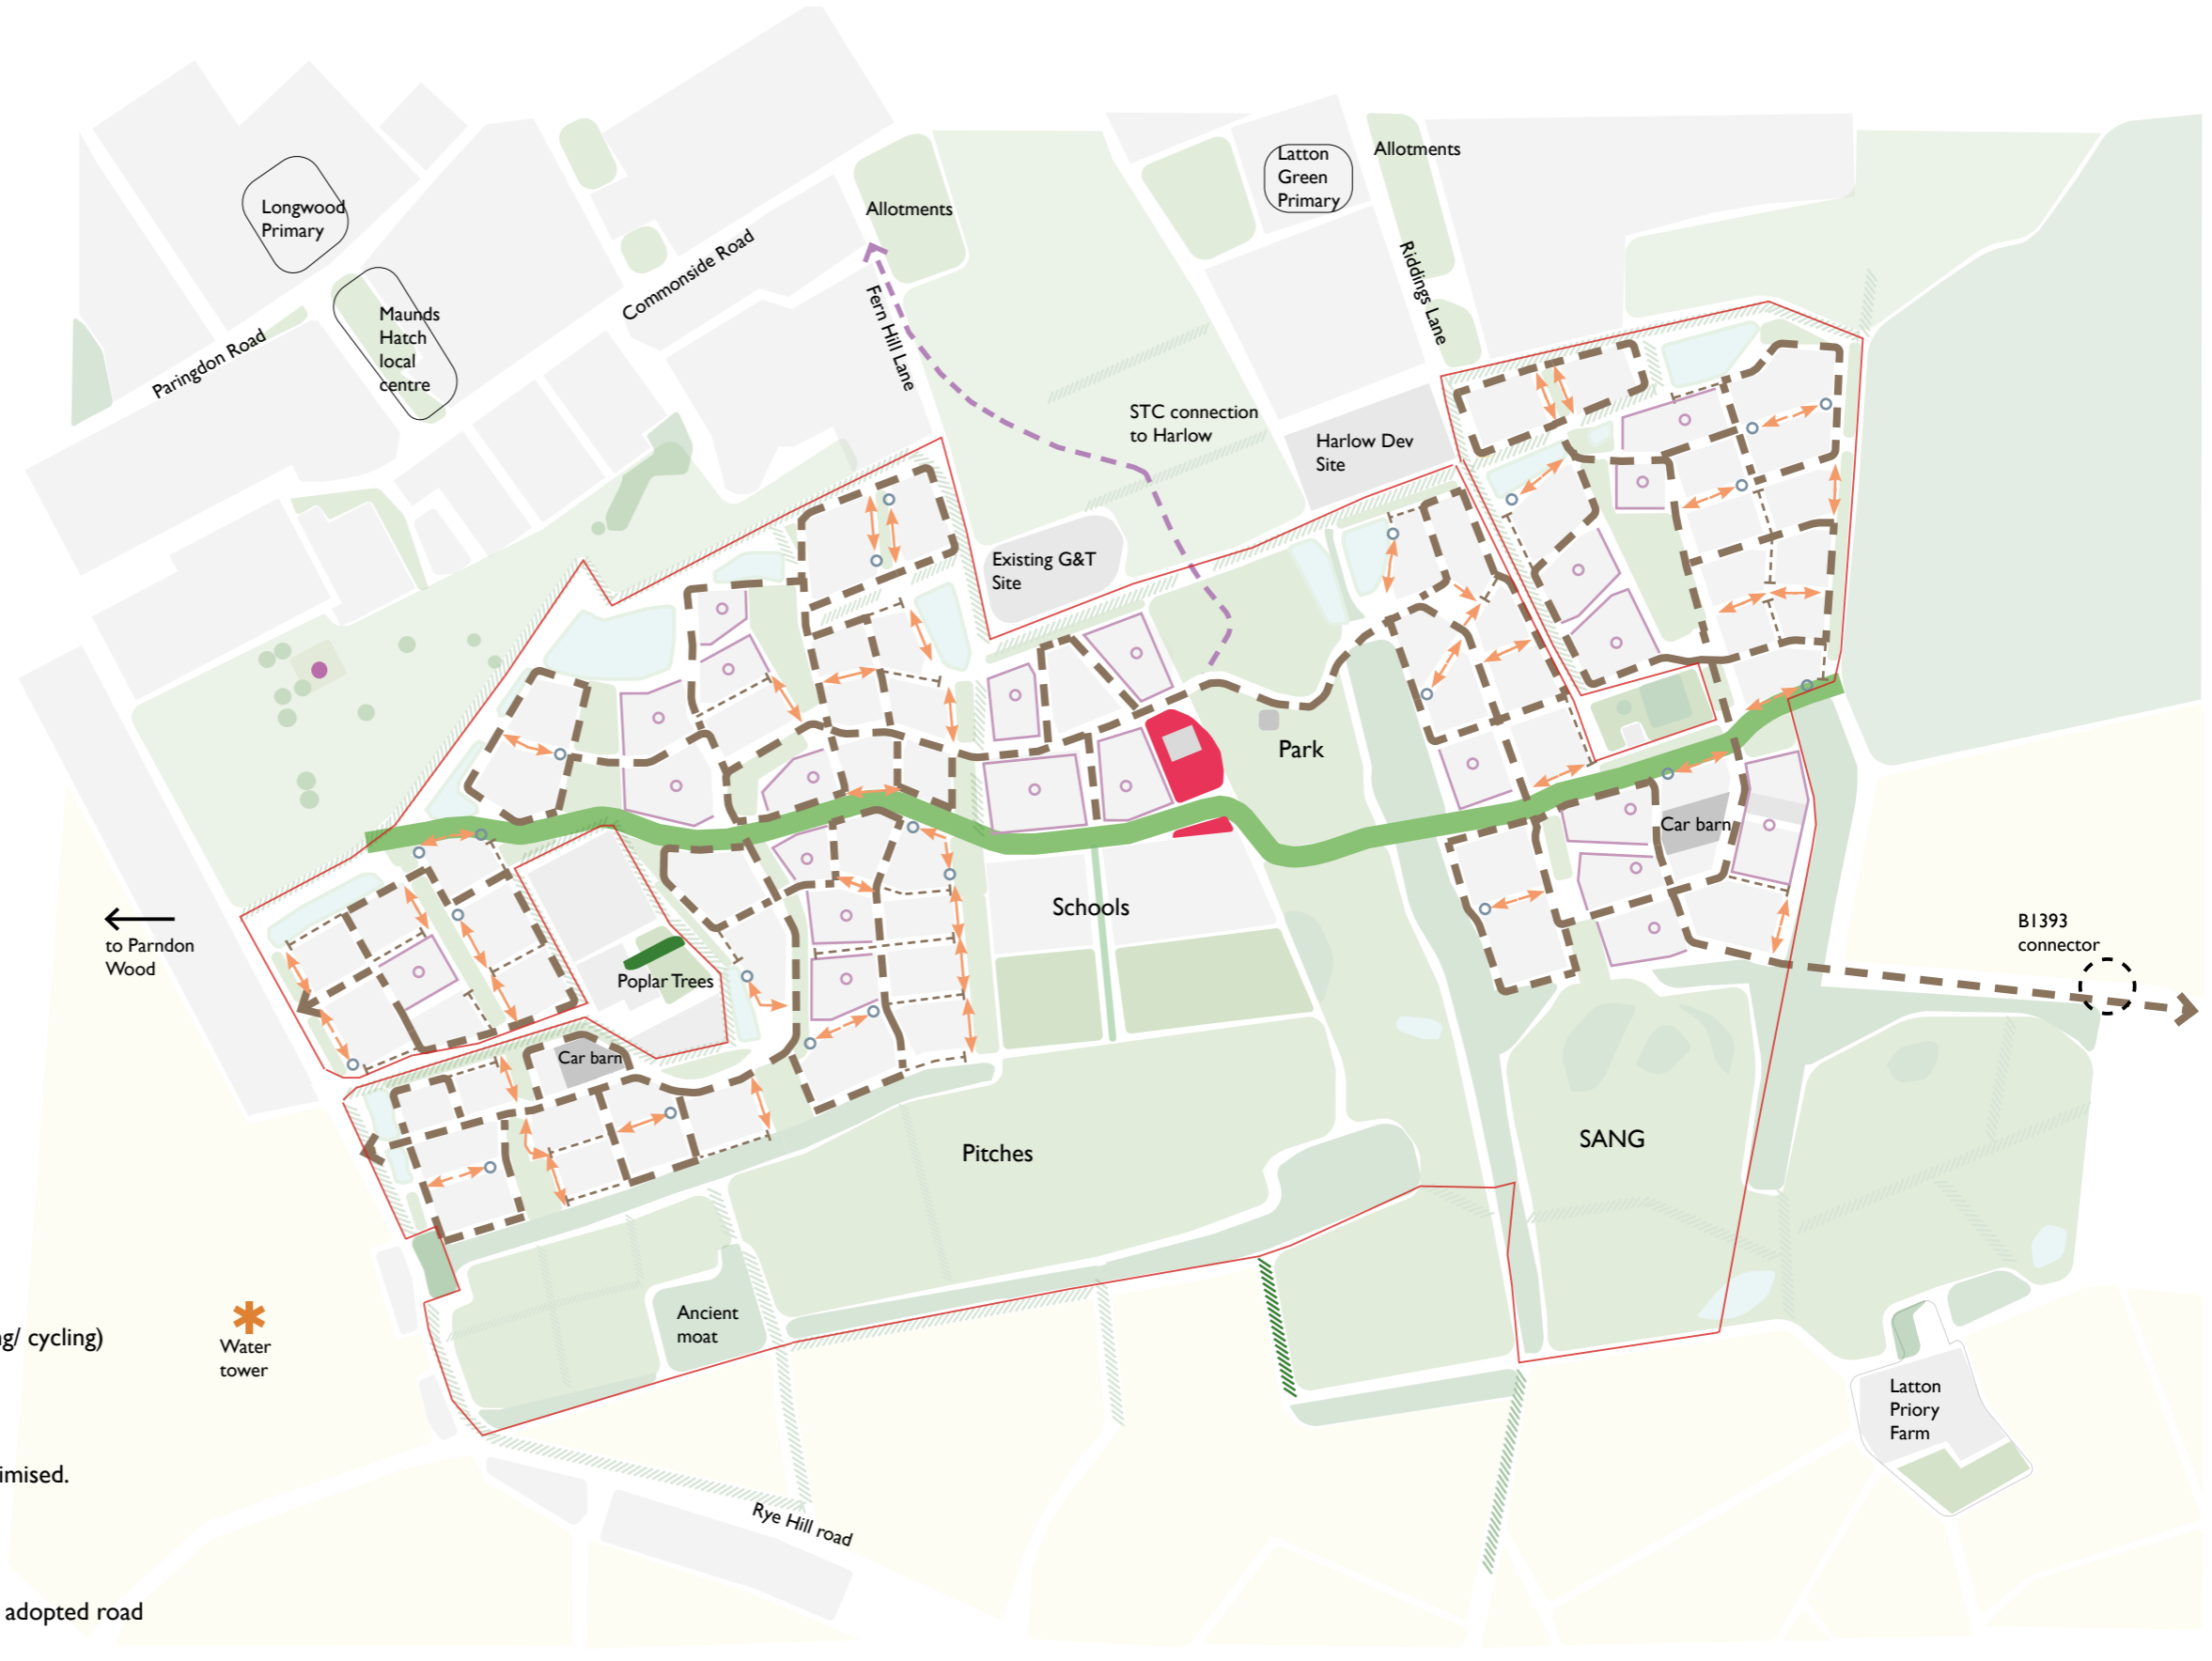 Allotments
Latton
Green
Primary
Allotments
Longwood
Primary
Commonside Road
Riddings Lane
Maunds
Hatch
local
centre
Paringdon Road
Fern Hill Lane
STC connection
to Harlow
Harlow Dev
Site
Existing G&T
Site
Park
Car barn
Schools
to Parndon
Wood
B1393
connector
Poplar Trees
Car barn
SANG
Pitches
Ancient
moat
g/ cycling)
Water
tower
Latton
Priory
Farm
imised.
Rye Hill road
adopted road